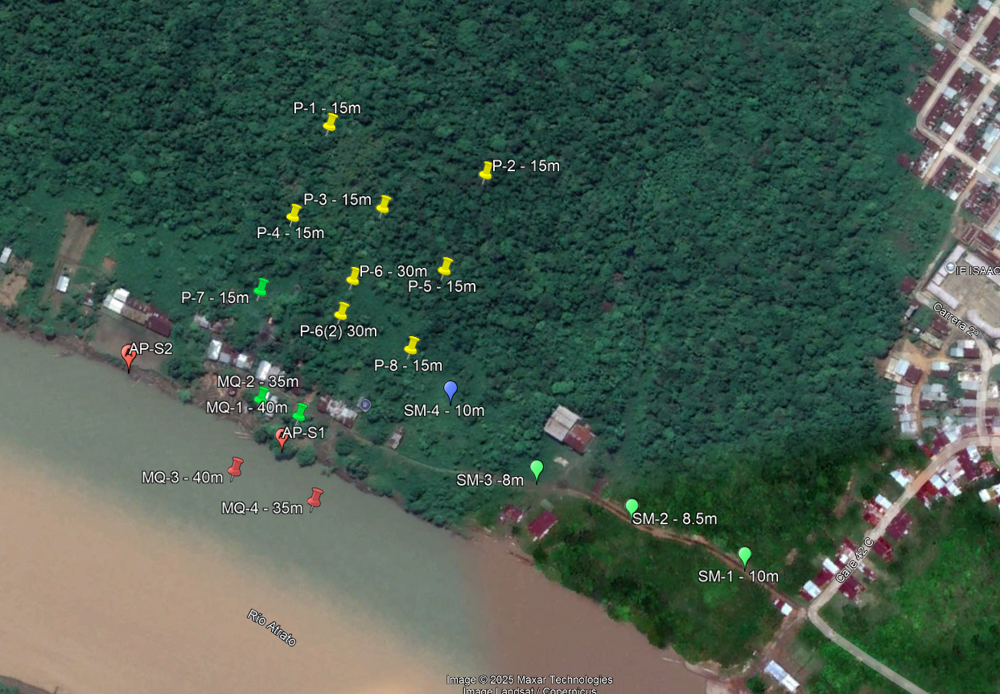 P-1 - 15m
P-2 - 15m
P-3 - 15m
P-4 - 15m
P-6 - 30m
IE ISAAC
P-5 - 15m
P-7 - 15m
Carrera 2ª
P-6(2) 30m
AP-S2
P-8 - 15m
MQ-2 - 35m
MQ-1 - 40m
SM-4 - 10m
AP-S1
MQ-3 - 40m
SM-3 -8m
MQ-4 - 35m
SM-2 - 8.5m
Calle 42 C
SM-1 - 10m
Río Atrato
Image © 2025 Maxar Technologies
Image Landsat / Copernicus